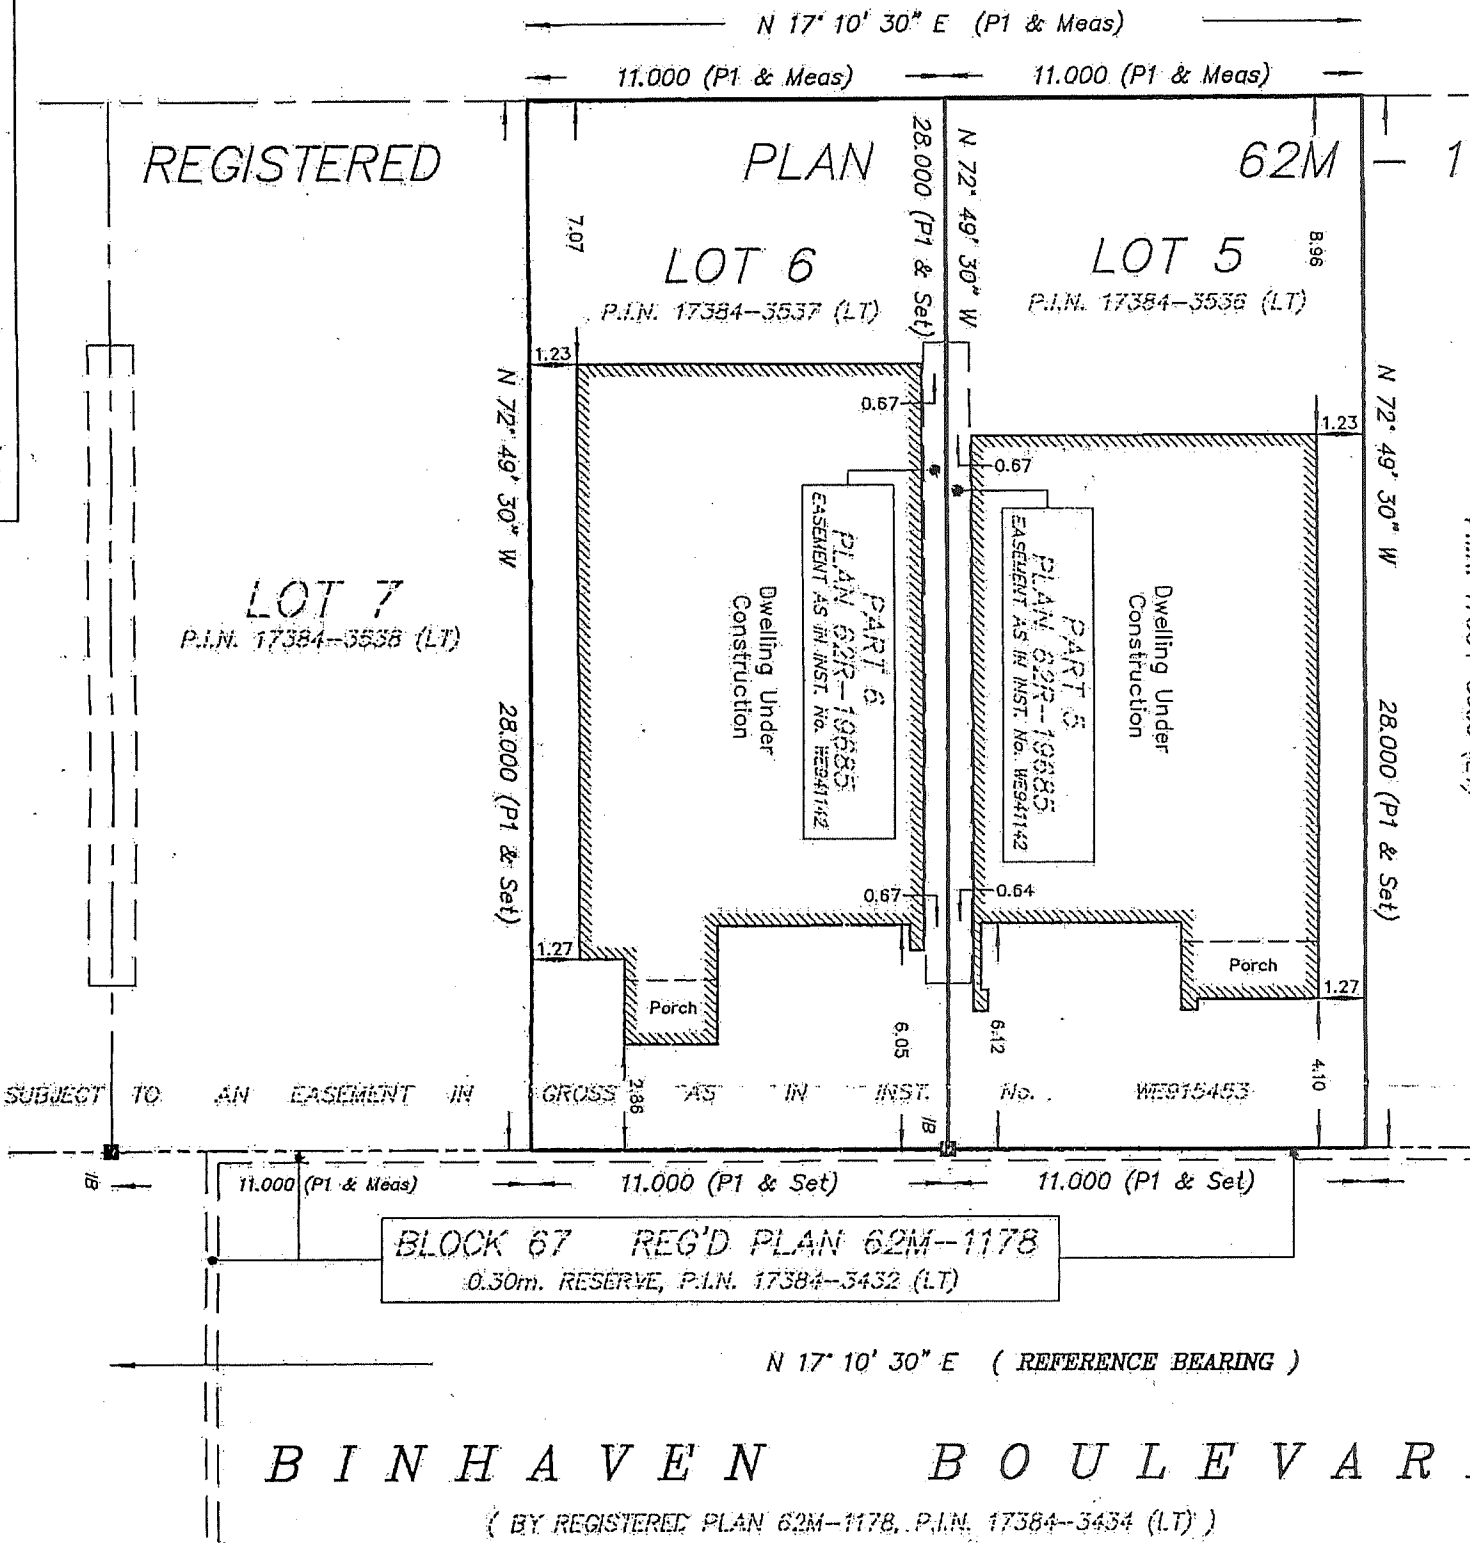 N 17° 10' 30" E (P1 & Meas)
11.000 (P1 & Meas)
11.000 (P1 & Meas)
REGISTERED PLAN 62M - 1
28.000 (P1 & Set)
N 72° 49' 30" W
7.07
8.96
LOT 6
P.I.N. 17384-3537 (LT)
LOT 5
P.I.N. 17384-3536 (LT)
1.23
0.67
0.67
1.23
N 72° 49' 30" W
28.000 (P1 & Set)
N 72° 49' 30" W
28.000 (P1 & Set)
PART 6
PLAN 62R-19685
EASEMENT AS IN INST. No. WE941142
PART 5
PLAN 62R-19685
EASEMENT AS IN INST. No. WE941142
Dwelling Under
Construction
Dwelling Under
Construction
LOT 7
P.I.N. 17384-3538 (LT)
0.67
0.64
1.27
Porch
Porch
1.27
6.05
6.12
2.86
4.10
SUBJECT TO AN EASEMENT IN GROSS AS IN INST. No. WE915453
IB
IB
11.000 (P1 & Meas)
11.000 (P1 & Set)
11.000 (P1 & Set)
BLOCK 67 REG'D PLAN 62M-1178
0.30m. RESERVE, P.I.N. 17384-3432 (LT)
N 17° 10' 30" E ( REFERENCE BEARING )
BINHAVEN BOULEVAR
( BY REGISTERED PLAN 62M-1178, P.I.N. 17384-3434 (LT) )